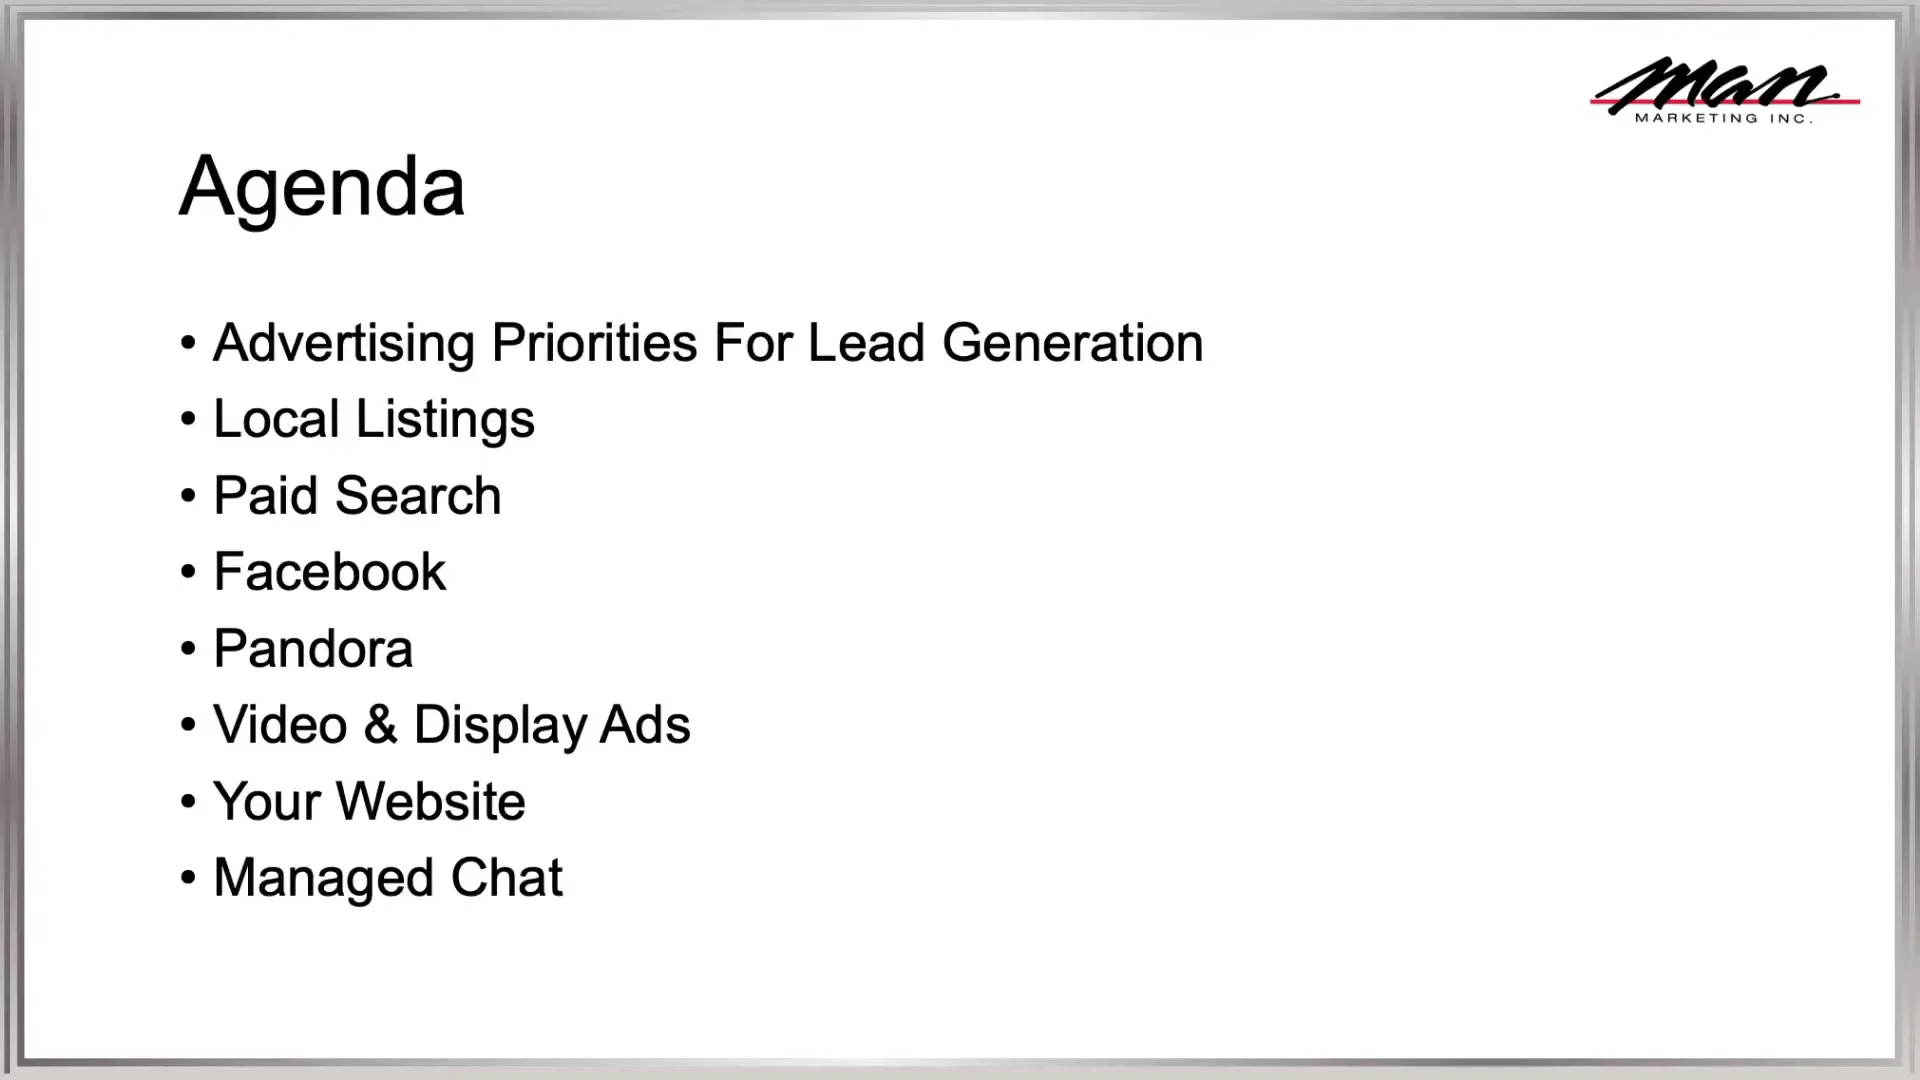 man
MARKETING INC.
Agenda
• Advertising Priorities For Lead Generation
• Local Listings
• Paid Search
• Facebook
• Pandora
• Video & Display Ads
• Your Website
• Managed Chat